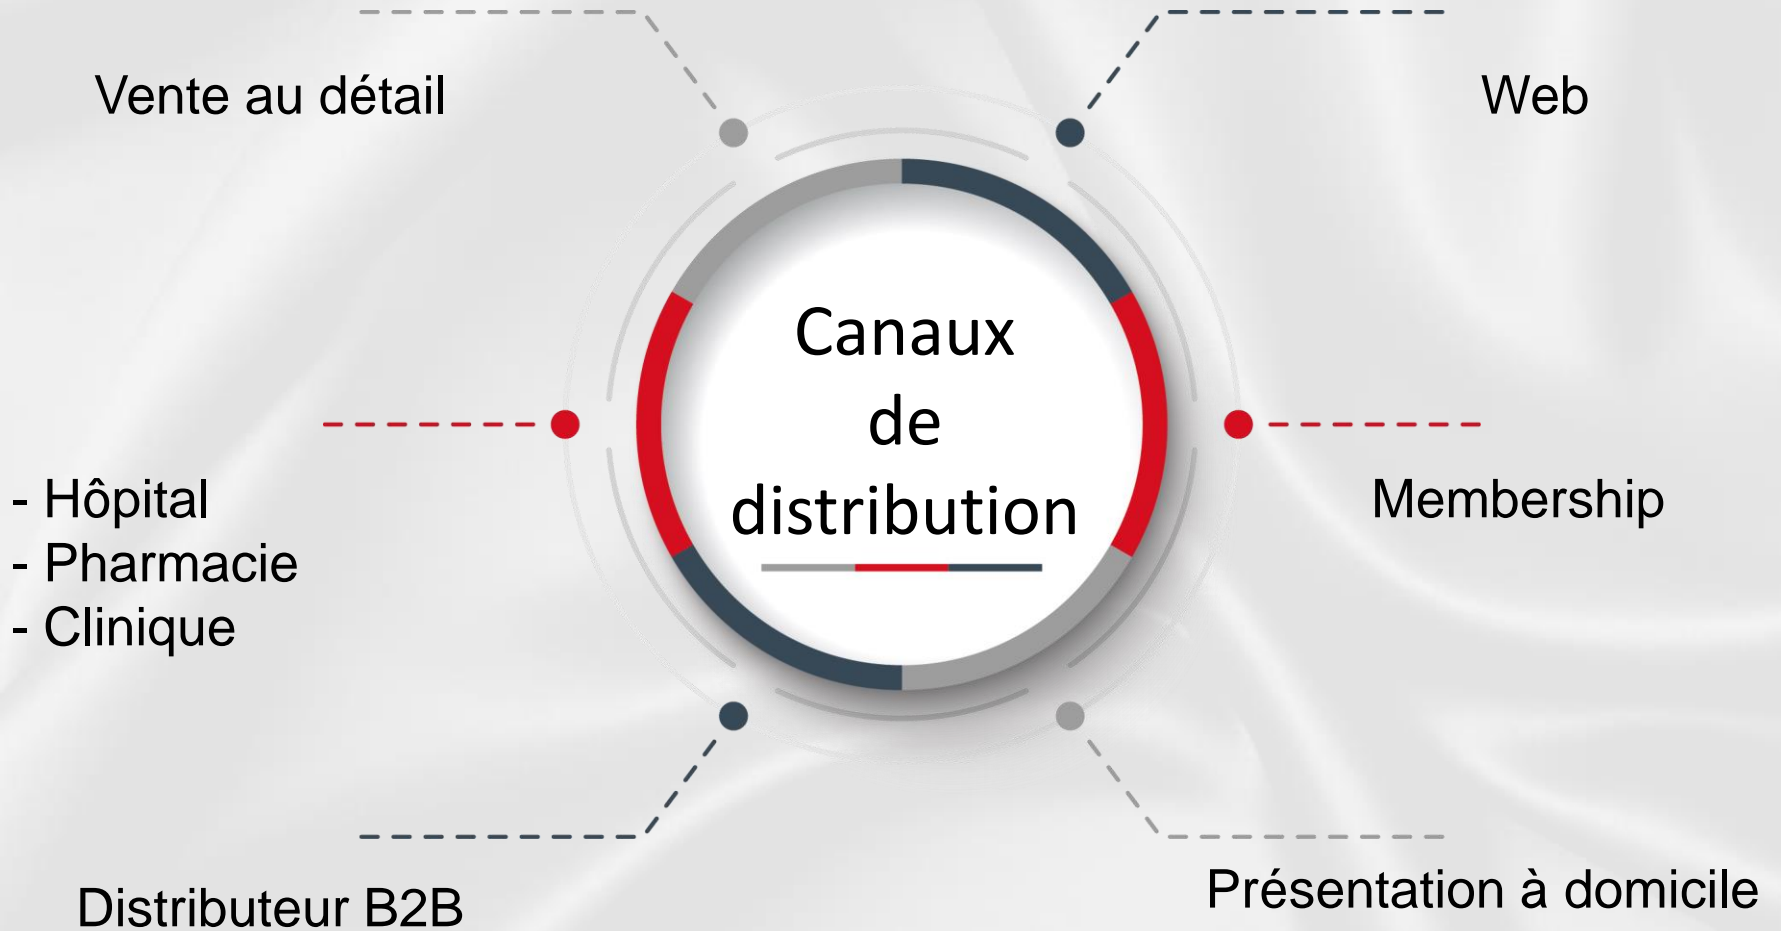 Vente au détail
Web
Canaux
de
distribution
- Hôpital
- Pharmacie
- Clinique
Membership
Distributeur B2B
Présentation à domicile